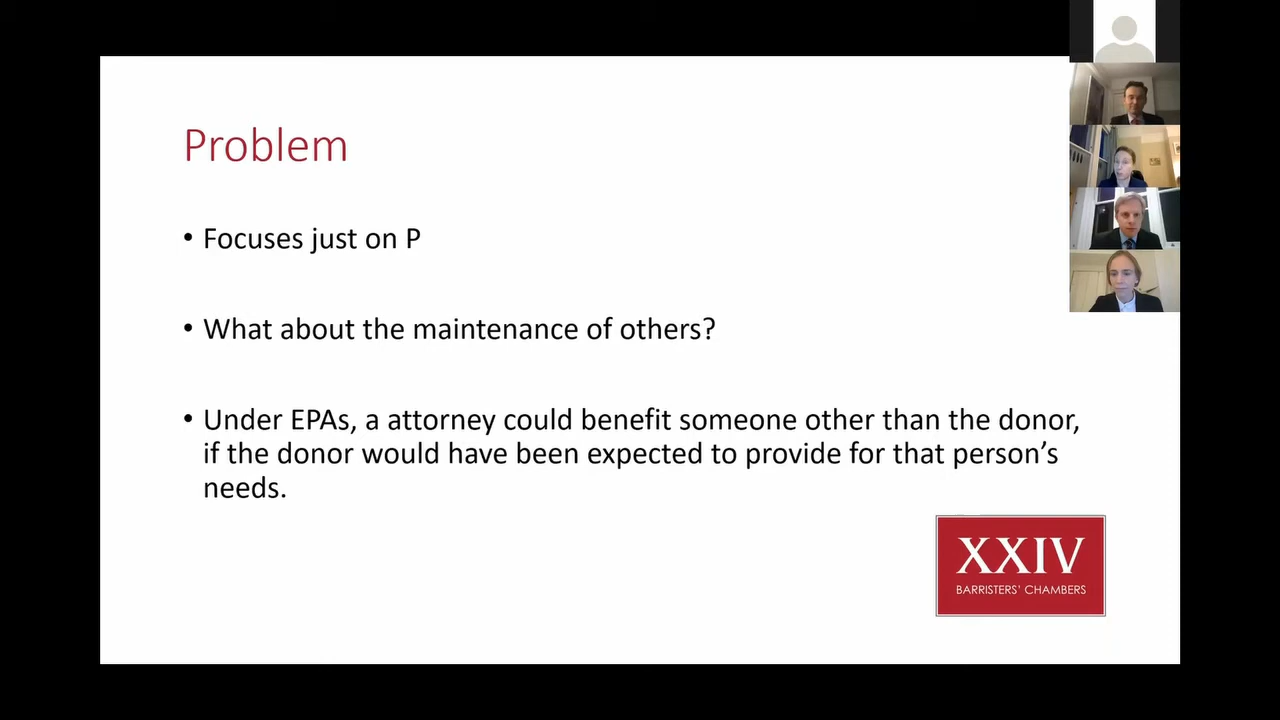 Problem
• Focuses just on P
• What about the maintenance of others?
• Under EPAs, a attorney could benefit someone other than the donor,
if the donor would have been expected to provide for that person’s
needs.
XXIV
BARRISTERS’ CHAMBERS